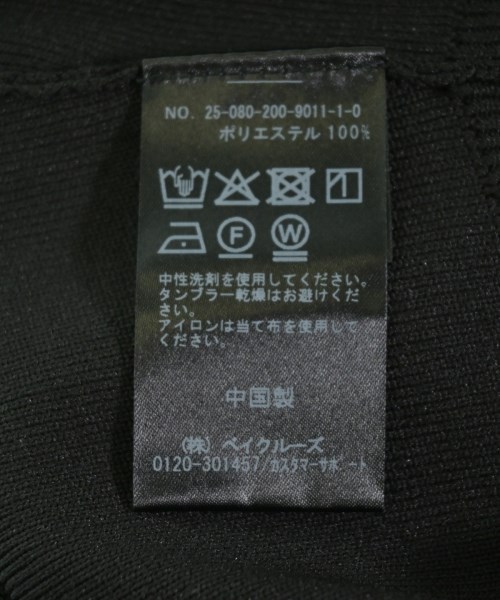 NO. 25-080-200-9011-1-0
ポリエステル 100%
F W
中性洗剤を使用してください。
タンブラー乾燥はお避けくだ
さい。
アイロンは当て布を使用して
ください。
中国製
(株) ベイクルーズ
0120-301457/カスタマーサポート